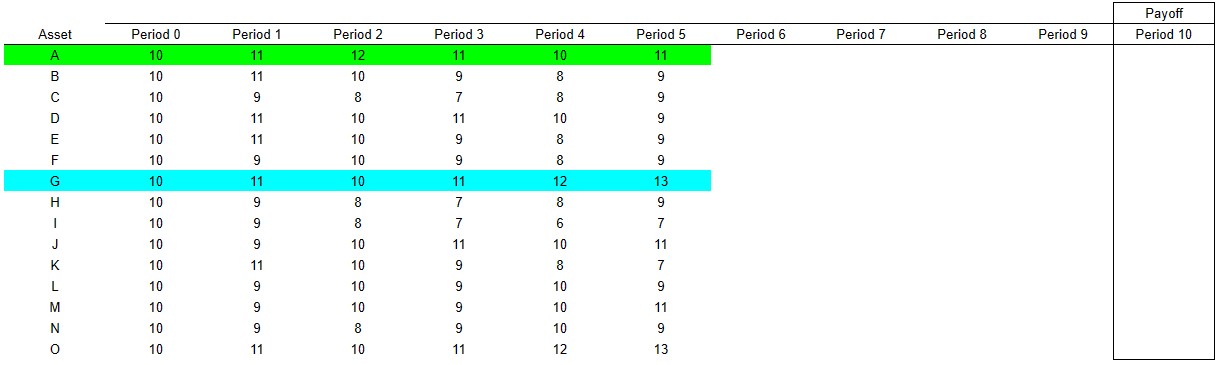 Payoff
Asset Period 0 Period 1 Period 2 Period 3 Period 4 Period 5 Period 6 Period 7 Period 8 Period 9 Period 10
A 10 11 12 11 10 11
B 10 11 10 9 8 9
C 10 9 8 7 8 9
D 10 11 10 11 10 9
E 10 11 10 9 8 9
F 10 9 10 9 8 9
G 10 11 10 11 12 13
H 10 9 8 7 8 9
I 10 9 8 7 6 7
J 10 9 10 11 10 11
K 10 11 10 9 8 7
L 10 9 10 9 10 9
M 10 9 10 9 10 11
N 10 9 8 9 10 9
O 10 11 10 11 12 13